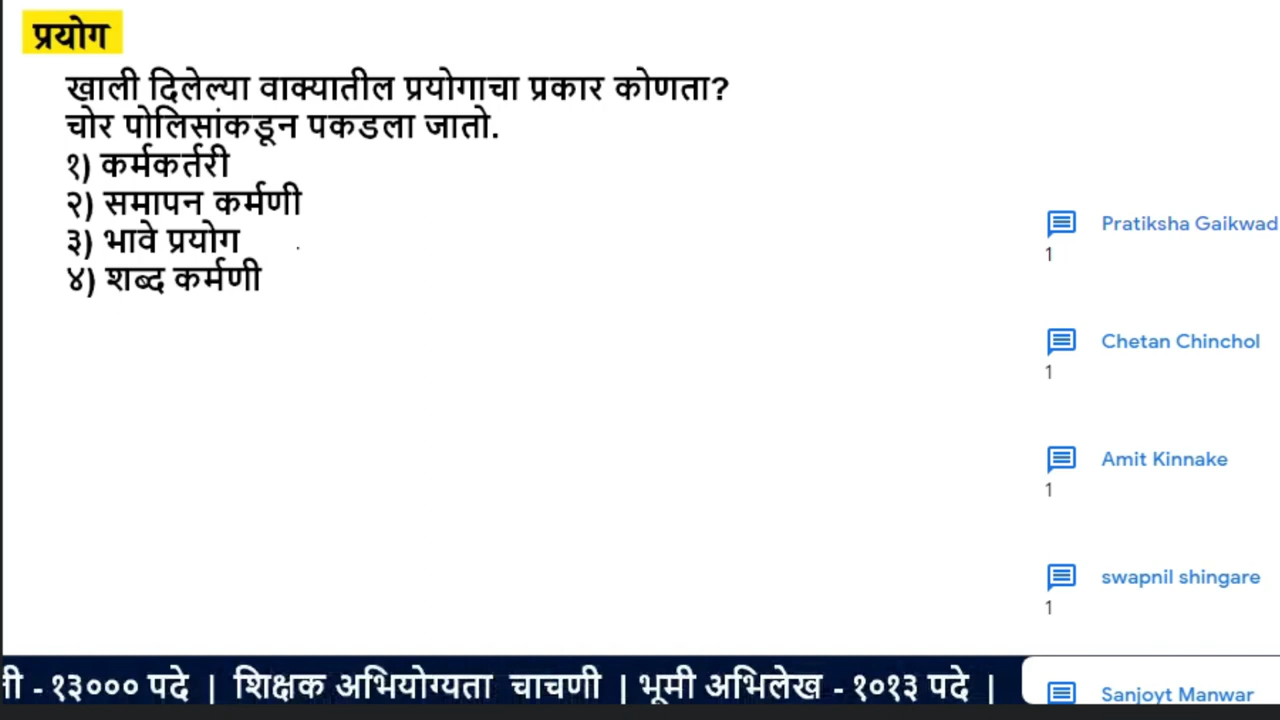 प्रयोग
खाली दिलेल्या वाक्यातील प्रयोगाचा प्रकार कोणता?
चोर पोलिसांकडून पकडला जातो.
१) कर्मकर्तरी
२) समापन कर्मणी
३) भावे प्रयोग
४) शब्द कर्मणी
Pratiksha Gaikwad
1
Chetan Chinchol
1
Amit Kinnake
1
swapnil shingare
1
Sanjoyt Manwar
- १३००० पदे | शिक्षक अभियोग्यता चाचणी | भूमी अभिलेख - १०१३ पदे |